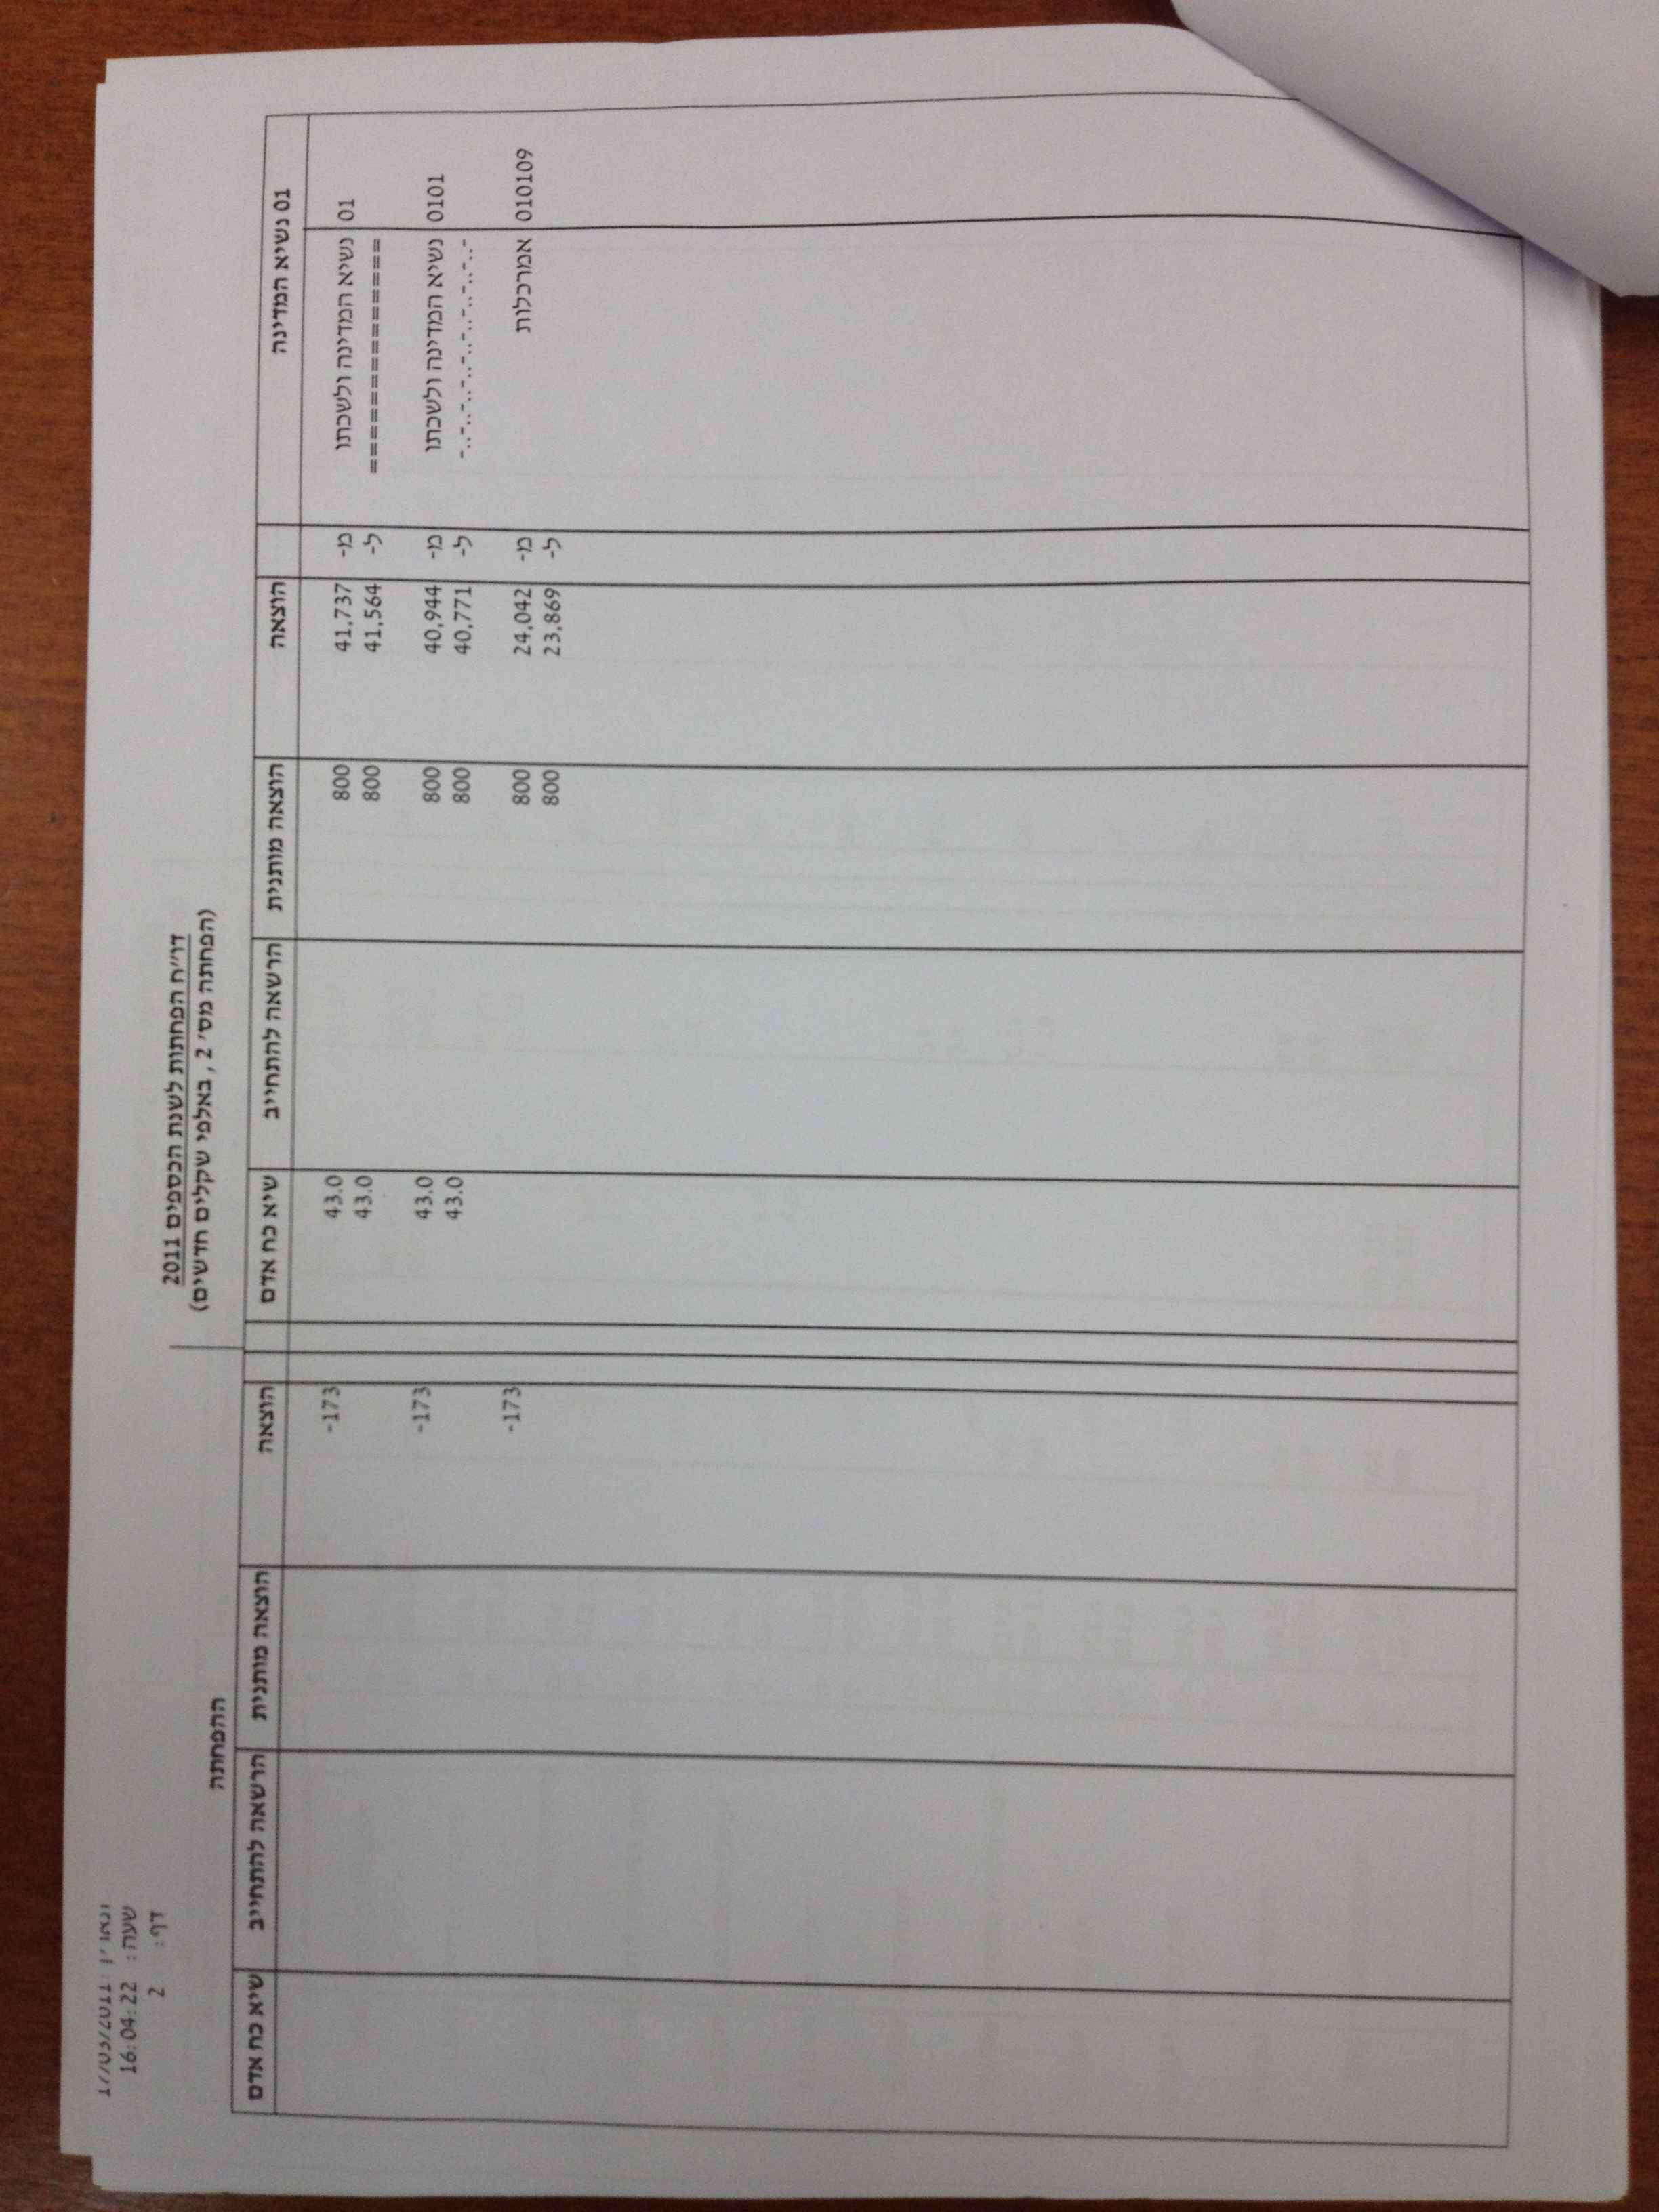 תאריך: 17/03/2011
שעה: 16:04:22
דף: 2
דו״ח הפחתות לשנת הכספים 2011
(הפחתה מס׳ 2 , באלפי שקלים חדשים)
ההפחתה
01 נשיא המדינה הוצאה הוצאה מותנית הרשאה להתחייב שיא כח אדם הוצאה הוצאה מותנית הרשאה להתחייב שיא כח אדם
01 נשיא המדינה ולשכתו מ- 41,737 800 43.0 -173
================ ל- 41,564 800 43.0
0101 נשיא המדינה ולשכתו מ- 40,944 800 43.0 -173
-..-..-..-..-..-..-..- ל- 40,771 800 43.0
010109 אמרכלות מ- 24,042 800 -173
ל- 23,869 800